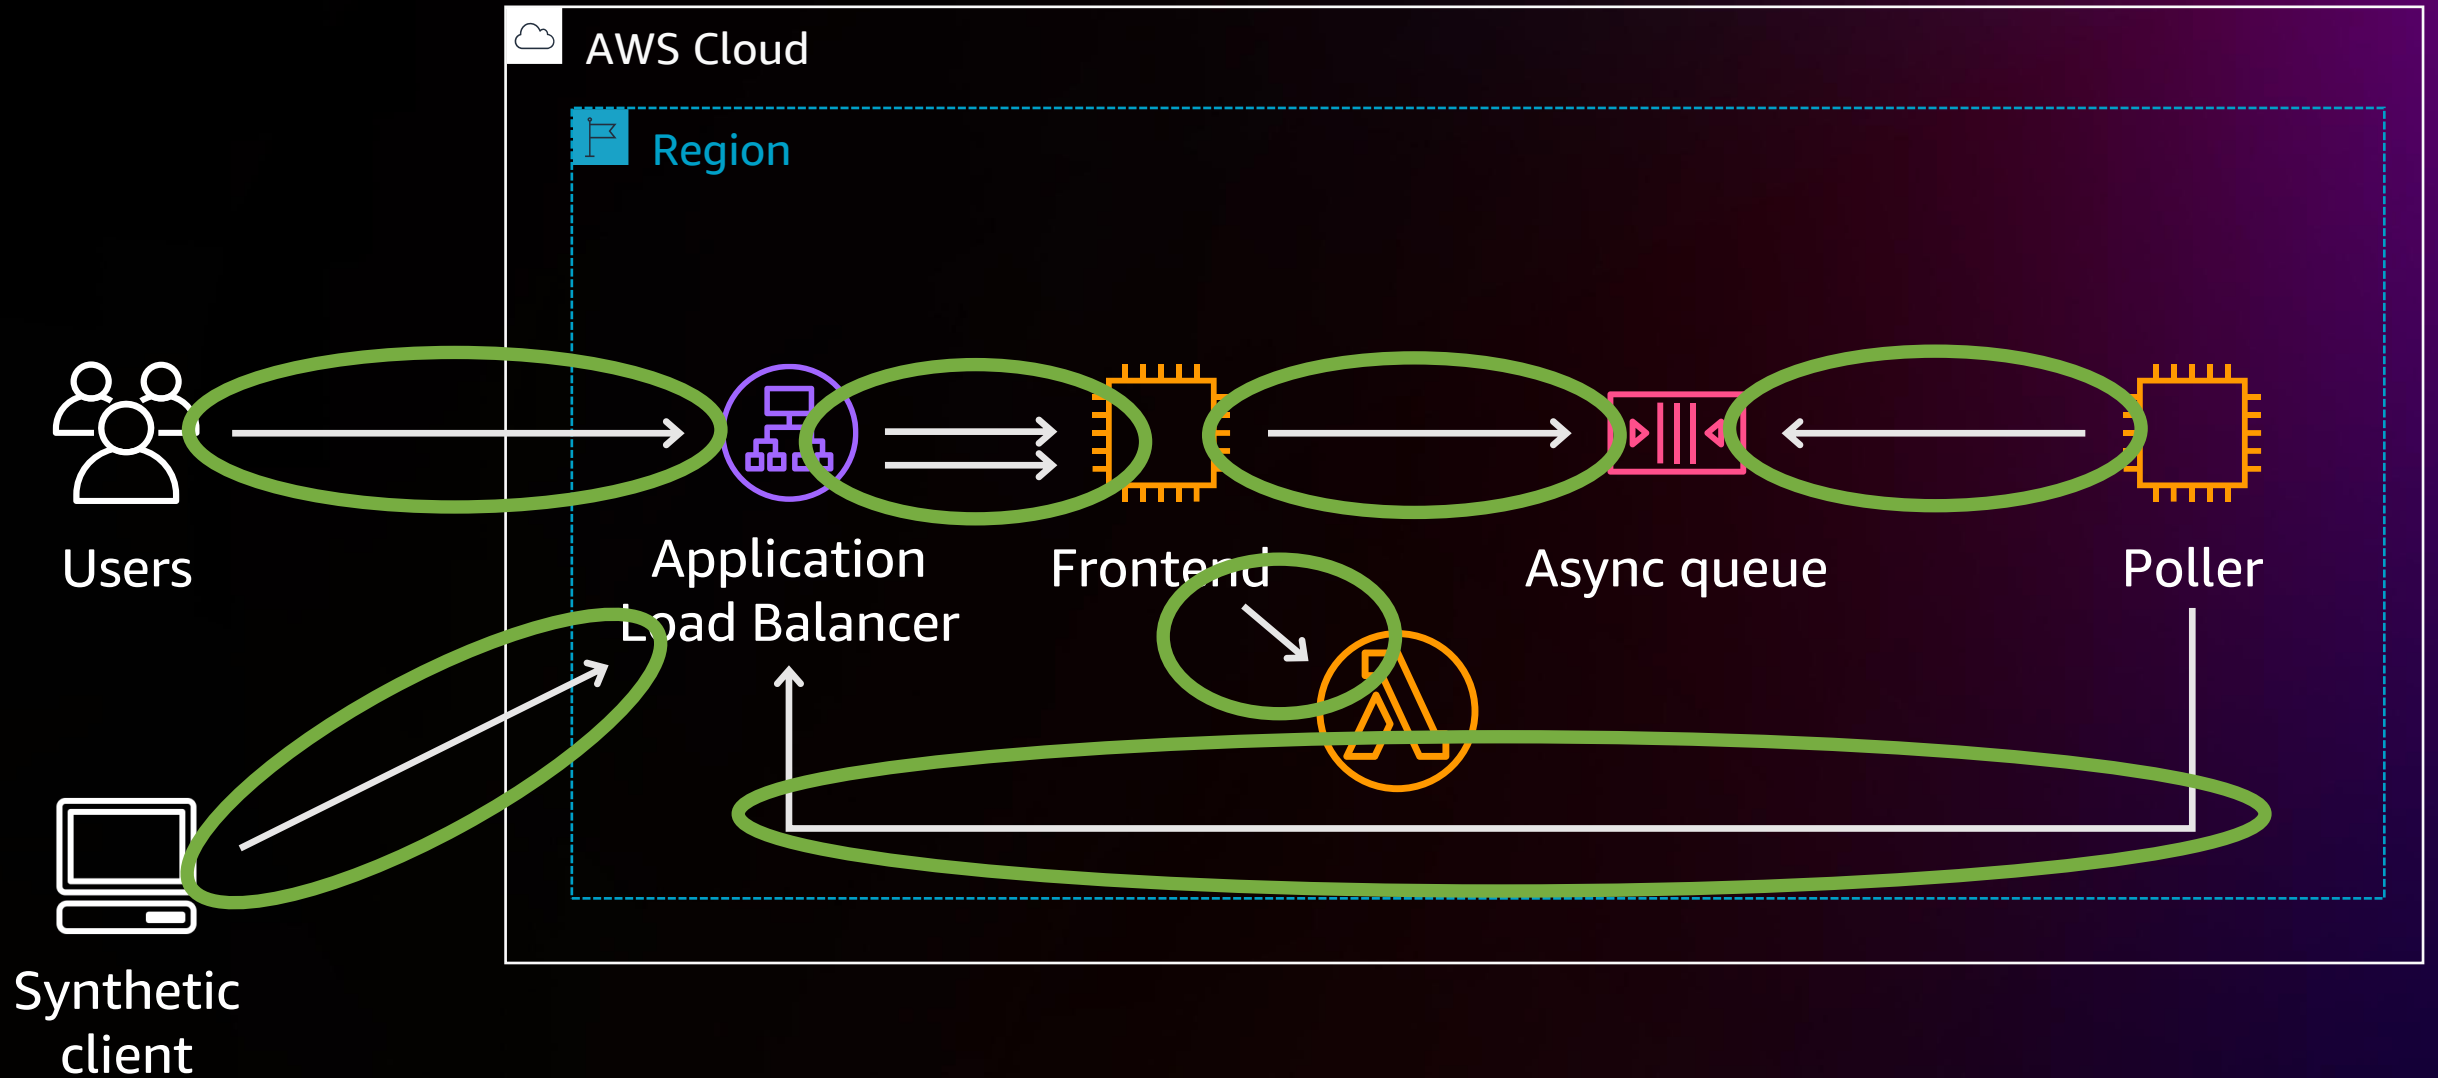 AWS Cloud
Region
Users
Application
Load Balancer
Frontend
Async queue
Poller
Synthetic
client